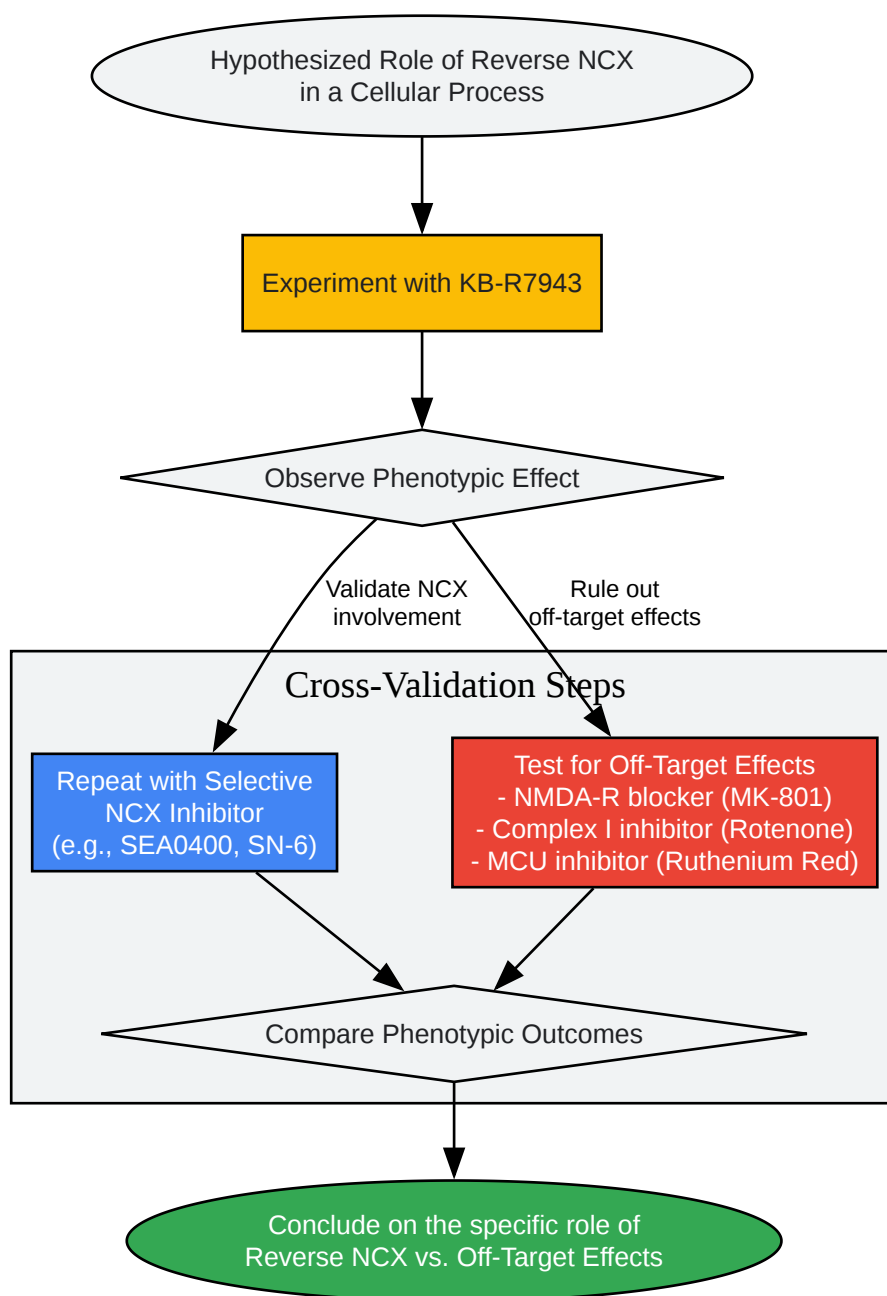 Hypothesized Role of Reverse NCX
in a Cellular Process
Experiment with KB-R7943
Observe Phenotypic Effect
Validate NCX
involvement
Rule out
off-target effects
Cross-Validation Steps
Repeat with Selective
NCX Inhibitor
(e.g., SEA0400, SN-6)
Test for Off-Target Effects
- NMDA-R blocker (MK-801)
- Complex I inhibitor (Rotenone)
- MCU inhibitor (Ruthenium Red)
Compare Phenotypic Outcomes
Conclude on the specific role of
Reverse NCX vs. Off-Target Effects